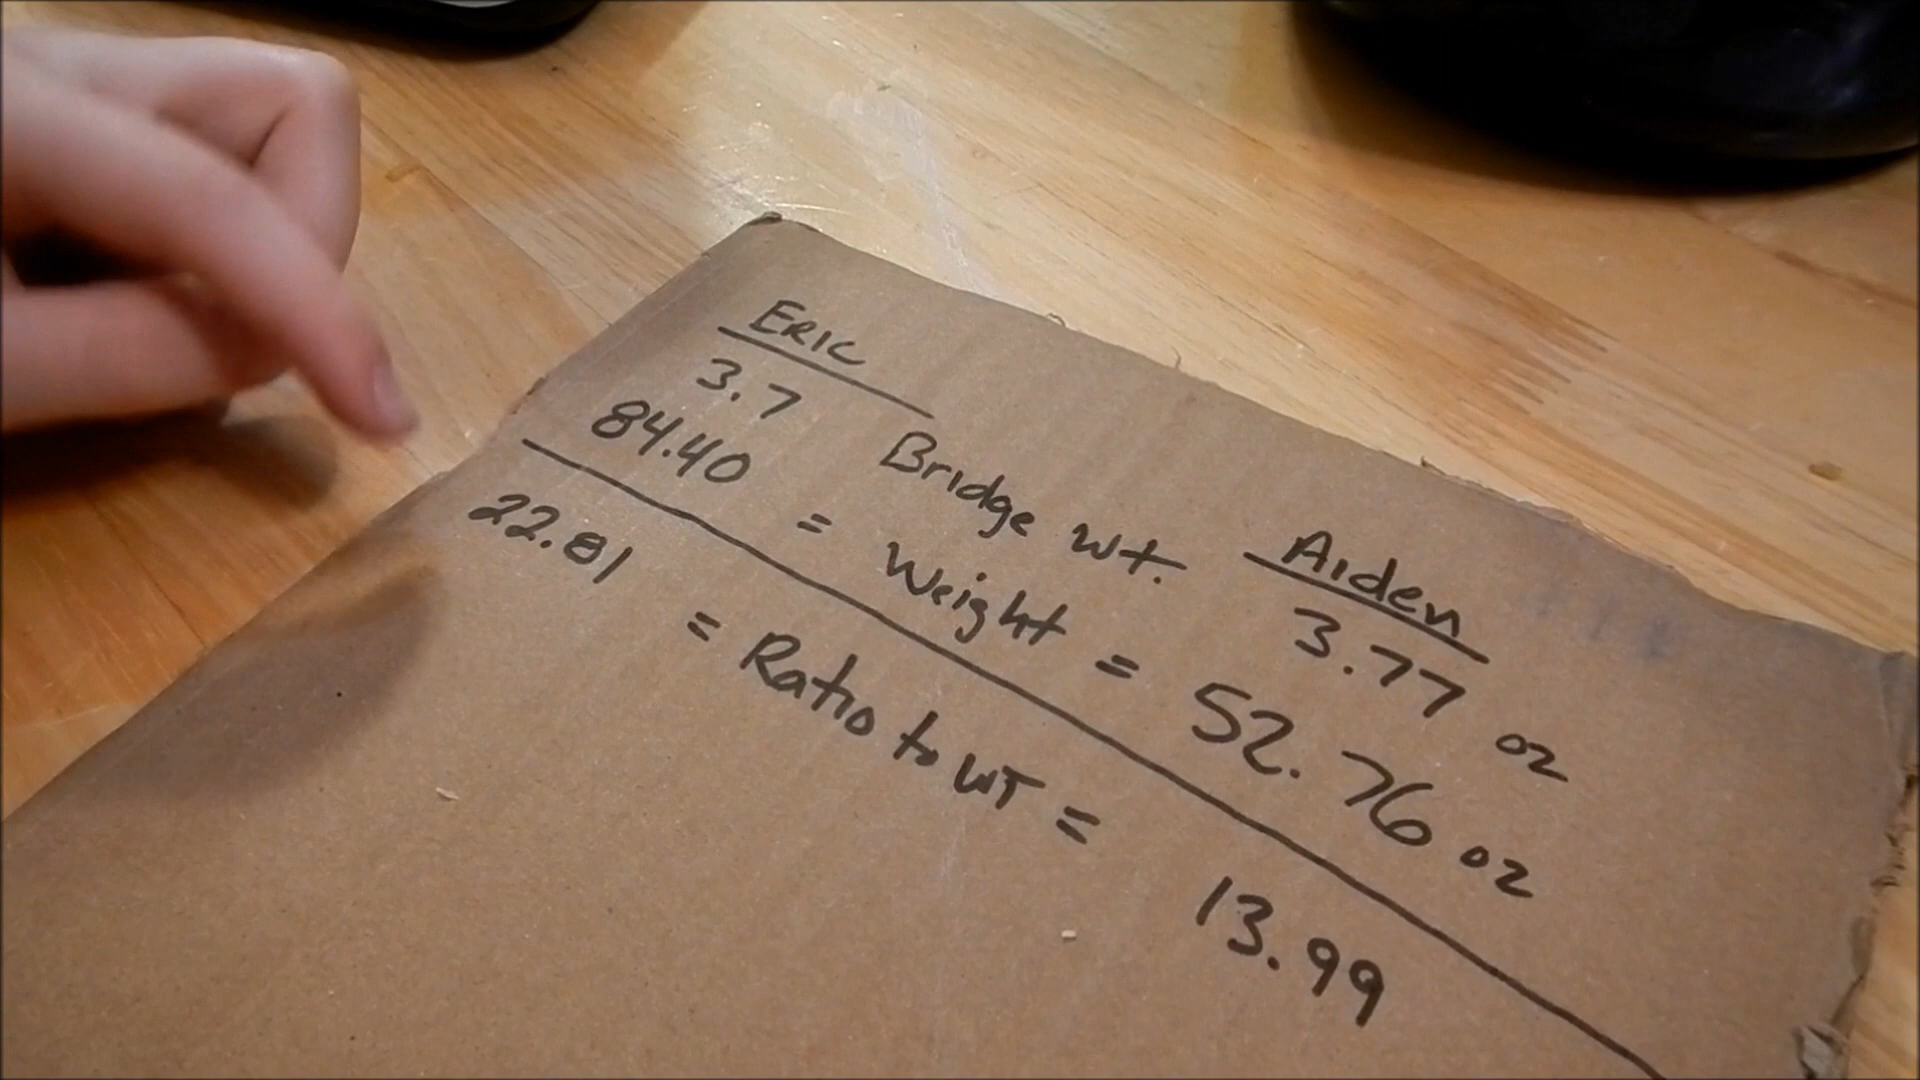 ERIC Aiden
3.7 Bridge wt. 3.77 oz
84.40 = Weight = 52.76 oz
22.81 = Ratio to WT = 13.99